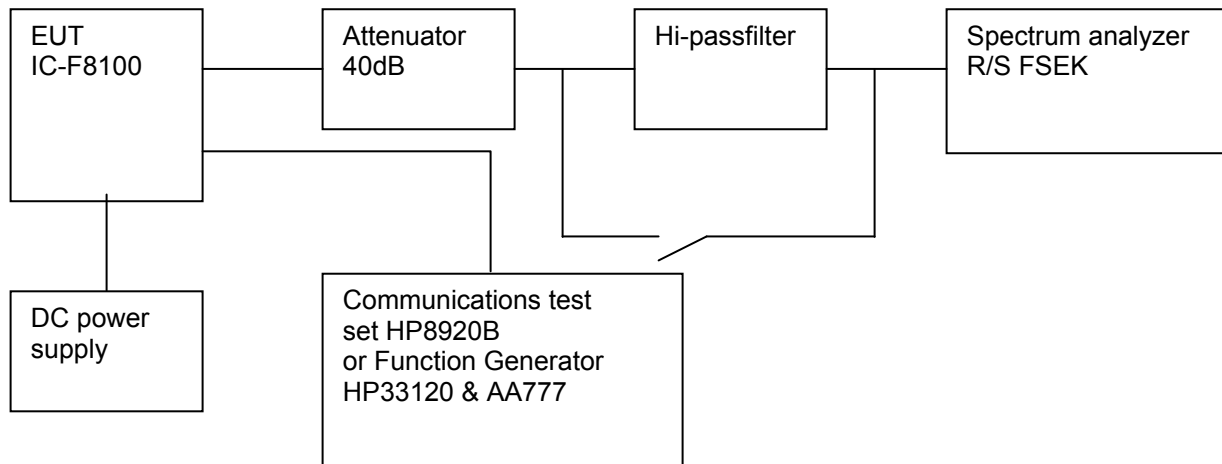 EUT
IC-F8100
Attenuator
40dB
Hi-passfilter
Spectrum analyzer
R/S FSEK
DC power
supply
Communications test
set HP8920B
or Function Generator
HP33120 & AA777